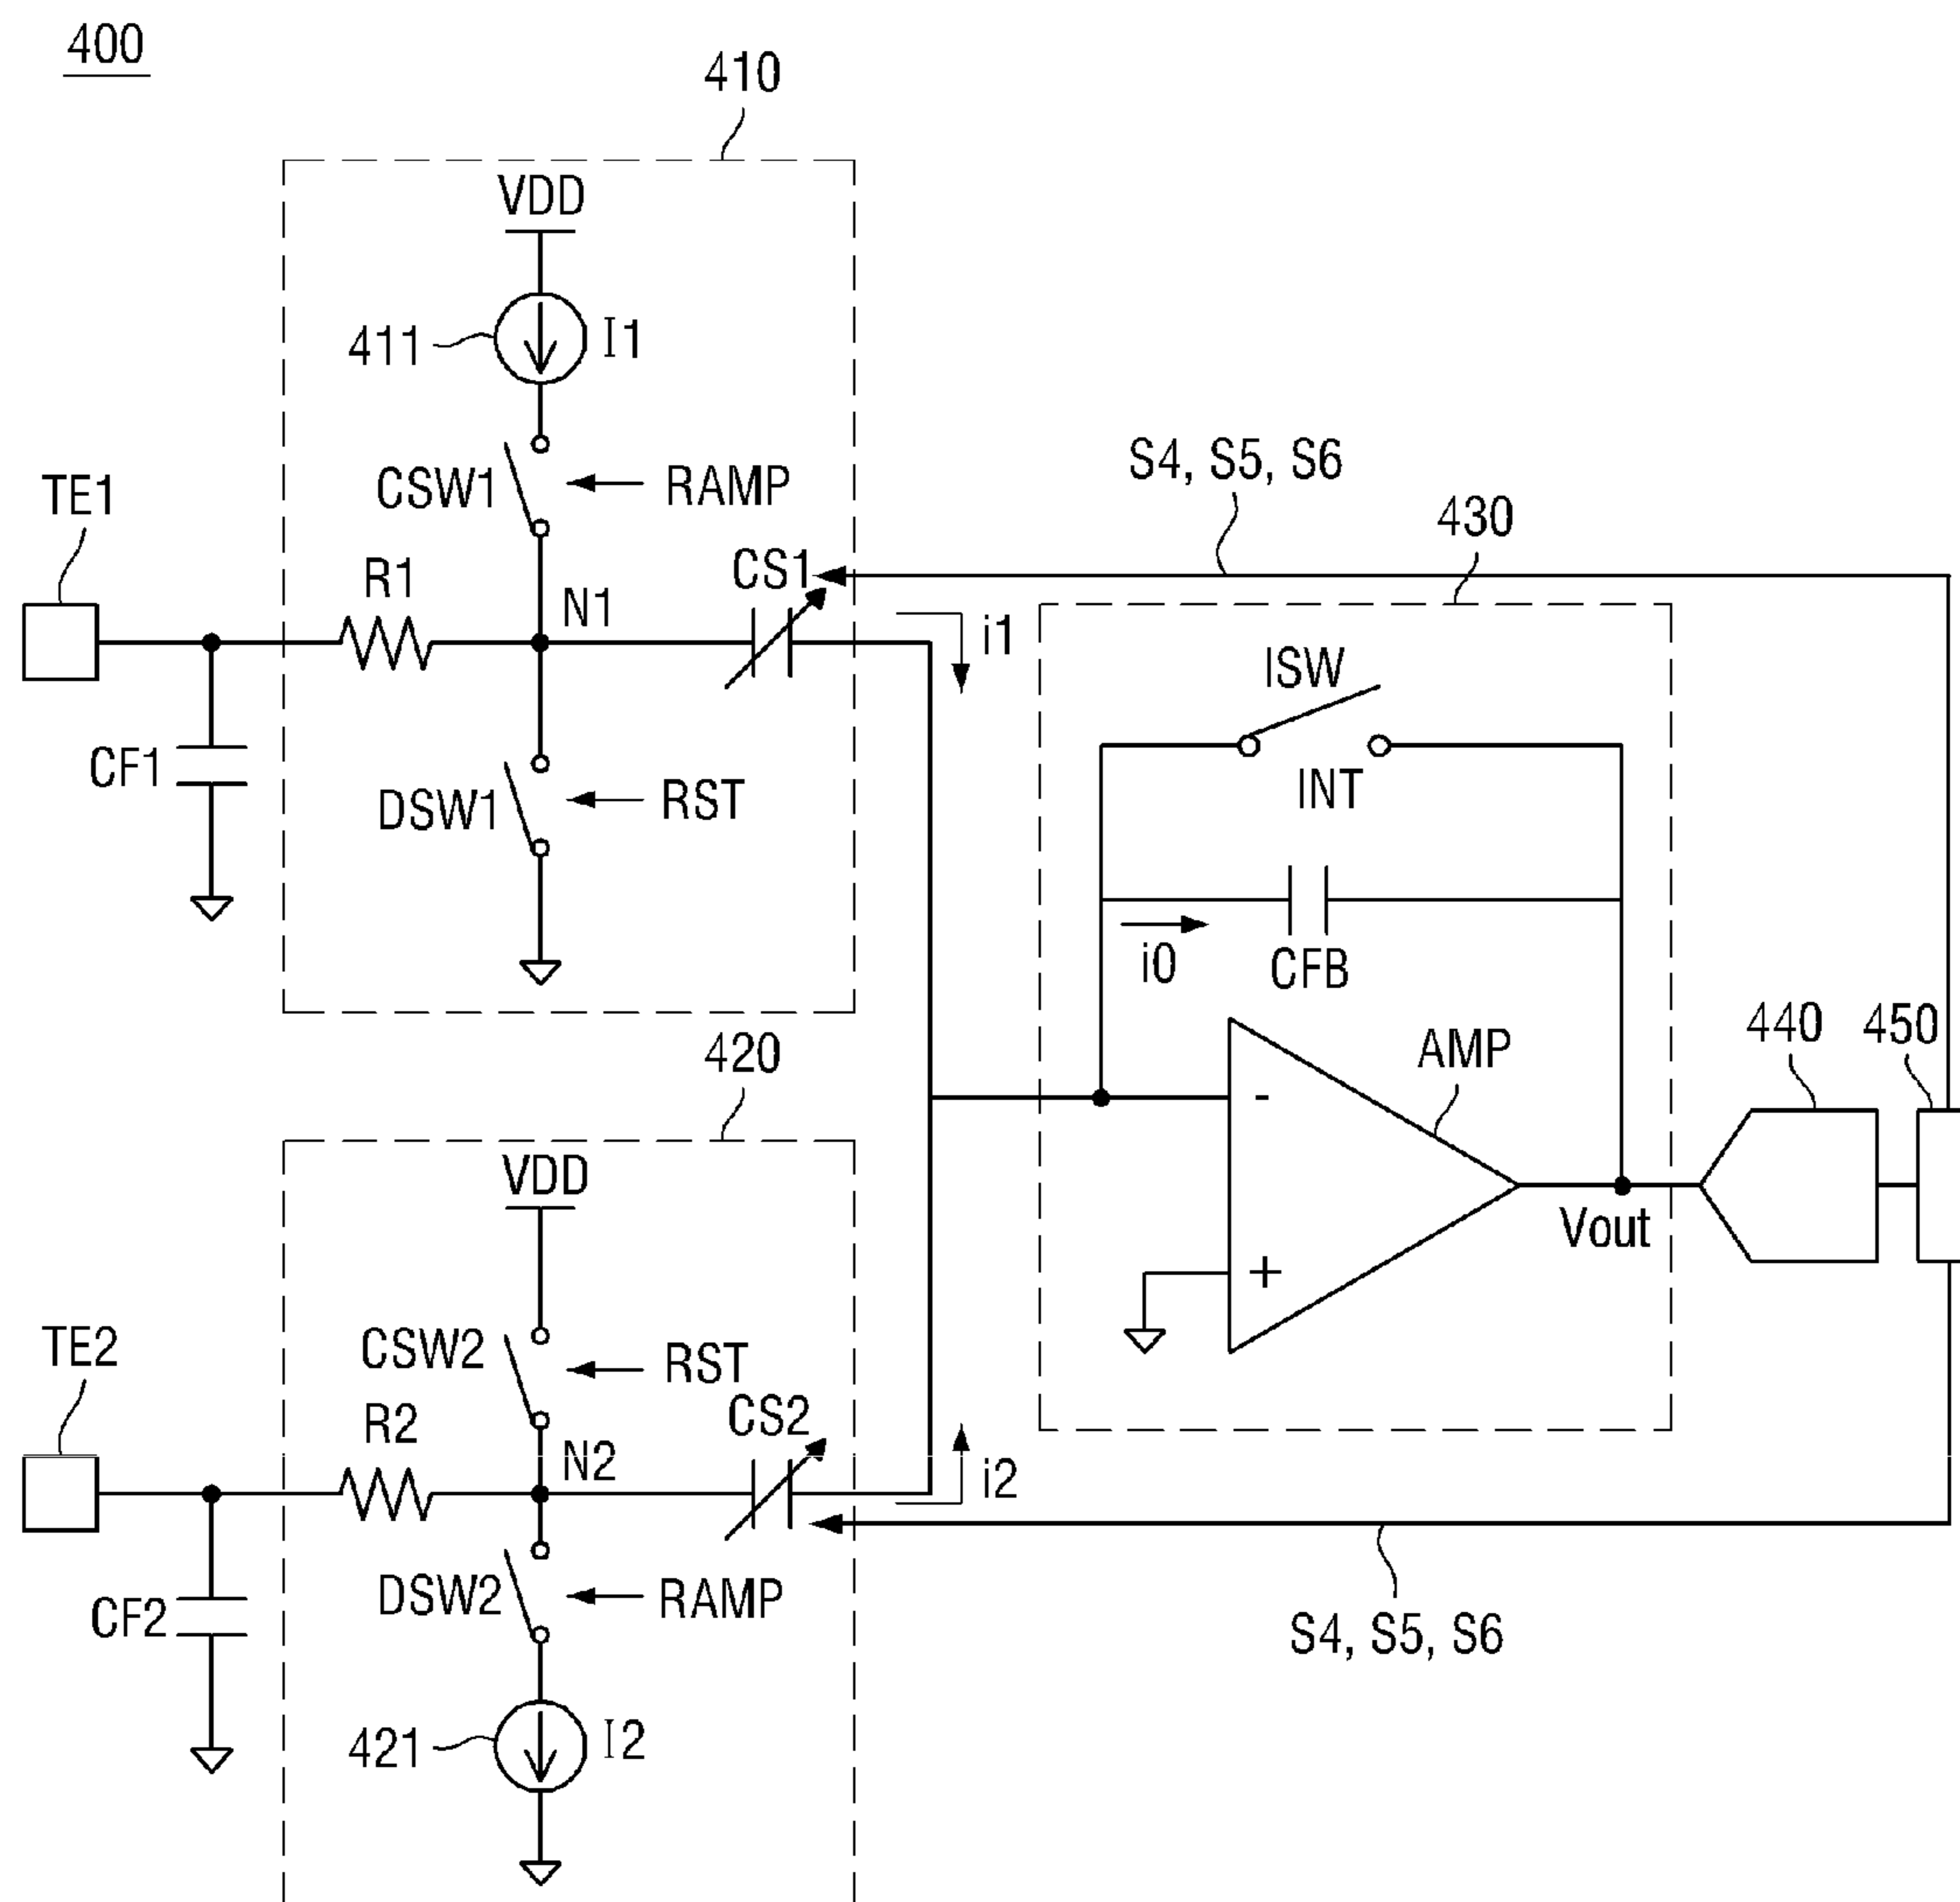 400
410
VDD
411
I1
CSW1
RAMP
S4, S5, S6
430
TE1
R1
N1
CS1
i1
ISW
INT
CF1
DSW1
RST
i0
CFB
420
440
450
AMP
-
+
Vout
VDD
TE2
CSW2
RST
R2
N2
CS2
i2
CF2
DSW2
RAMP
S4, S5, S6
421
I2